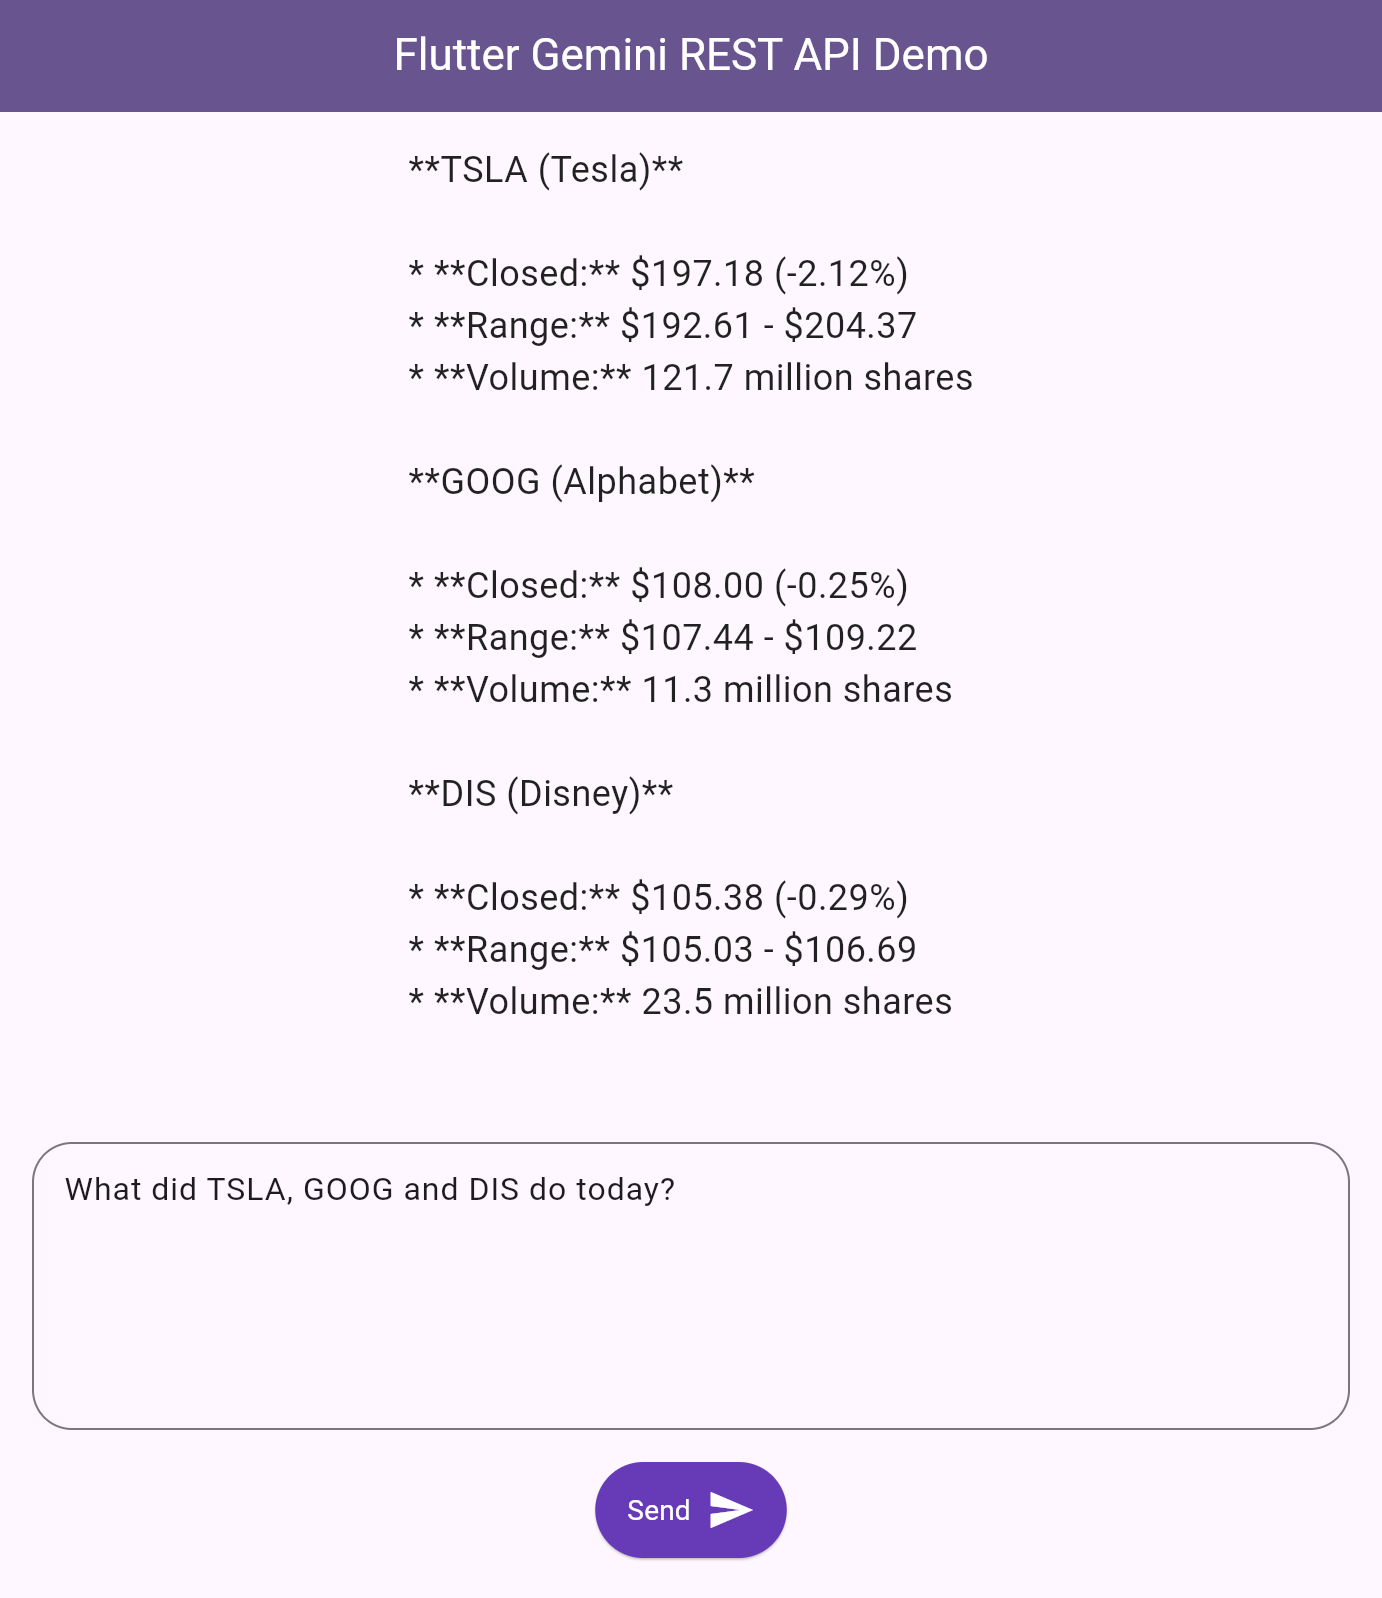 Flutter Gemini REST API Demo
**TSLA (Tesla)**
* **Closed:** $197.18 (-2.12%)
* **Range:** $192.61 - $204.37
* **Volume:** 121.7 million shares
**GOOG (Alphabet)**
* **Closed:** $108.00 (-0.25%)
* **Range:** $107.44 - $109.22
* **Volume:** 11.3 million shares
**DIS (Disney)**
* **Closed:** $105.38 (-0.29%)
* **Range:** $105.03 - $106.69
* **Volume:** 23.5 million shares
What did TSLA, GOOG and DIS do today?
Send